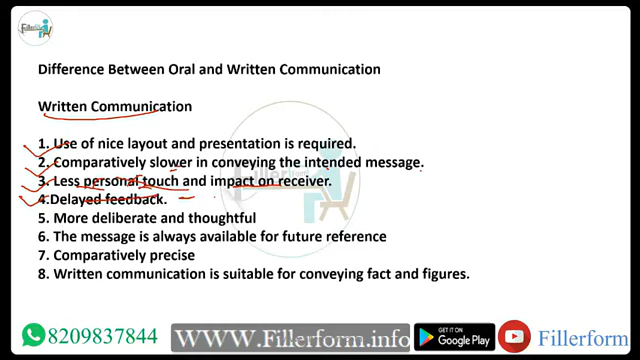 Fillerform
Difference Between Oral and Written Communication
Written Communication
1. Use of nice layout and presentation is required.
2. Comparatively slower in conveying the intended message.
3. Less personal touch and impact on receiver.
4.Delayed feedback.
5. More deliberate and thoughtful
6. The message is always available for future reference
7. Comparatively precise
8. Written communication is suitable for conveying fact and figures.
8209837844
www.Fillerform.info
GET IT ON
Google Play
Fillerform